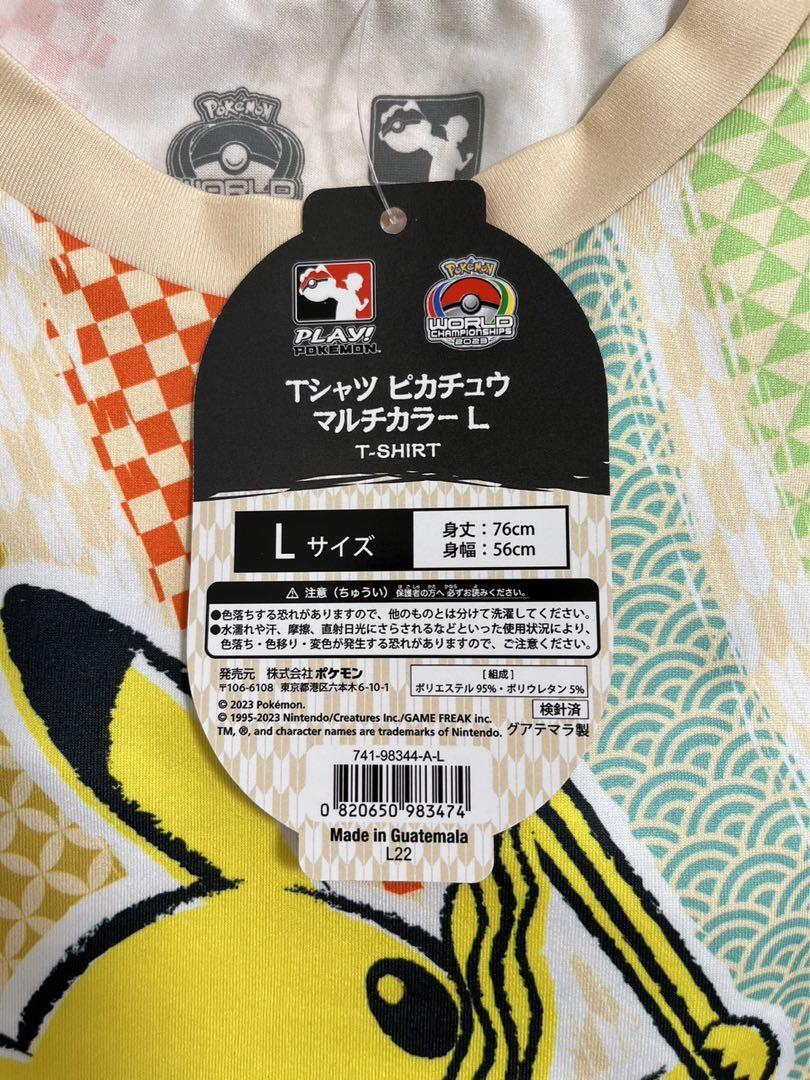 POKéMON
WORLD
PLAY!
POKéMON
POKéMON
WORLD
CHAMPIONSHIPS
2023
Tシャツ ピカチュウ
マルチカラー L
T-SHIRT
L サイズ
身丈：76cm
身幅：56cm
⚠ 注意（ちゅうい） 保護者の方へ 必ずお読みください。
●色落ちする恐れがありますので、他のものとは分けて洗濯してください。
●水濡れや汗、摩擦、直射日光にさらされるなどといった使用状況により、
色落ち・色移り・変色が発生する恐れがありますので、ご注意ください。
発売元 株式会社ポケモン
〒106-6108 東京都港区六本木6-10-1
[組成]
ポリエステル 95%・ポリウレタン 5%
検針済
© 2023 Pokémon.
© 1995-2023 Nintendo/Creatures Inc./GAME FREAK inc.
TM, ®, and character names are trademarks of Nintendo.
グアテマラ製
741-98344-A-L
0 820650 983474
Made in Guatemala
L22